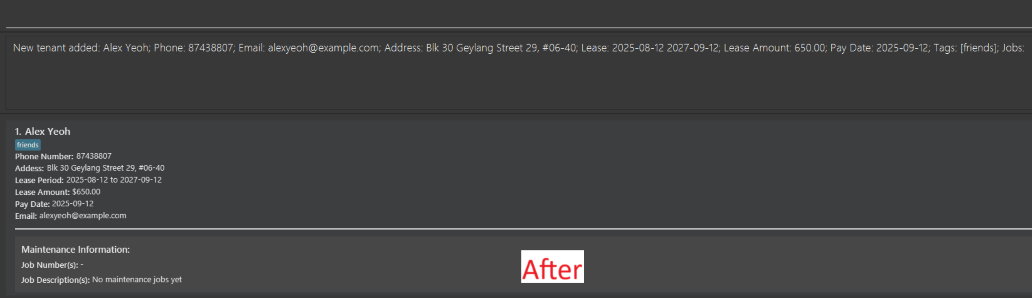 New tenant added: Alex Yeoh; Phone: 87438807; Email: alexyeoh@example.com; Address: Blk 30 Geylang Street 29, #06-40; Lease: 2025-08-12 2027-09-12; Lease Amount: 650.00; Pay Date: 2025-09-12; Tags: [friends]; Jobs:
1. Alex Yeoh
friends
Phone Number: 87438807
Addess: Blk 30 Geylang Street 29, #06-40
Lease Period: 2025-08-12 to 2027-09-12
Lease Amount: $650.00
Pay Date: 2025-09-12
Email: alexyeoh@example.com
Maintenance Information:
Job Number(s): -
Job Description(s): No maintenance jobs yet
After